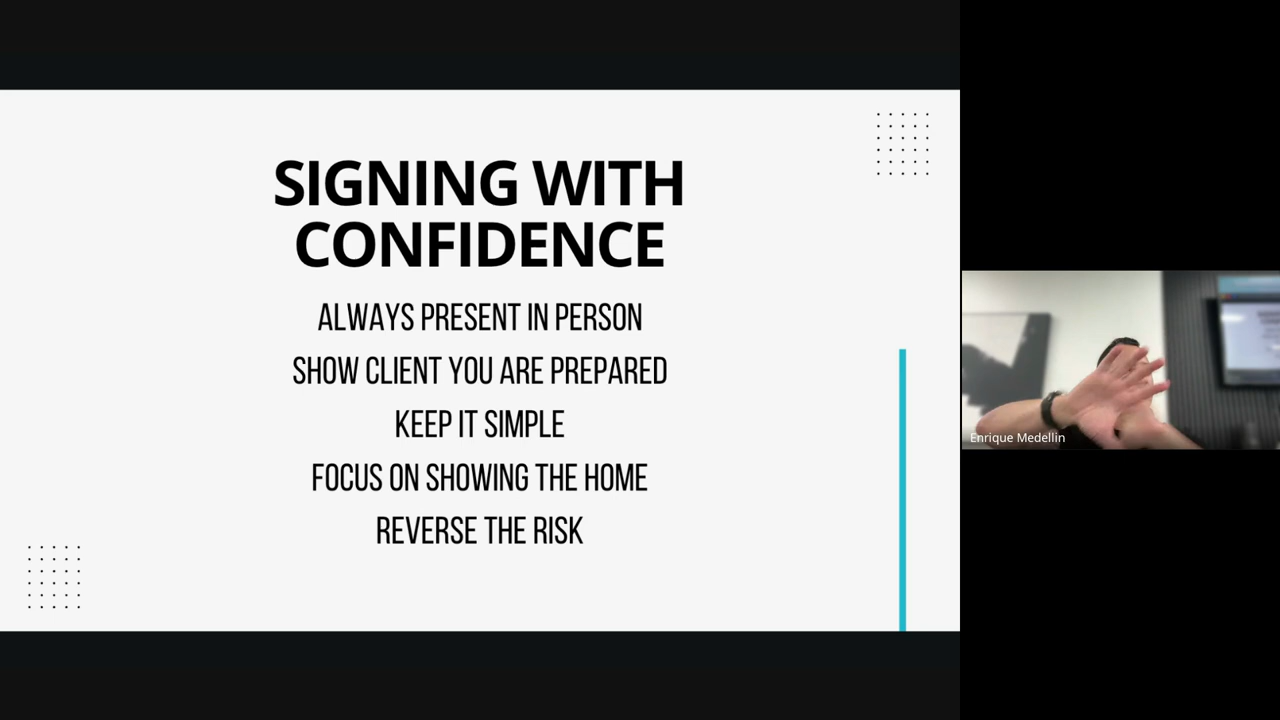 SIGNING WITH
CONFIDENCE
ALWAYS PRESENT IN PERSON
SHOW CLIENT YOU ARE PREPARED
KEEP IT SIMPLE
FOCUS ON SHOWING THE HOME
REVERSE THE RISK
Enrique Medellin